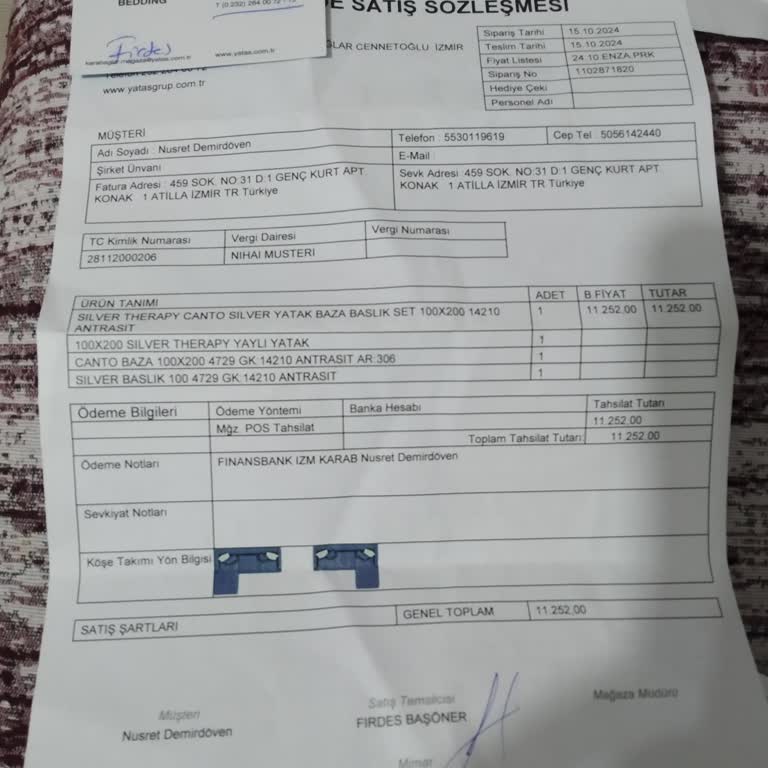 BEDDING
T (0.232) 264 00 72 - 73
Firdes
karabaglar.magaza@yatas.com.tr
www.yatas.com.tr
www.yatasgrup.com.tr
DE SATIŞ SÖZLEŞMESİ
ĞLAR CENNETOĞLU İZMİR
Sipariş Tarihi 15.10.2024
Teslim Tarihi 15.10.2024
Fiyat Listesi 24.10.ENZA.PRK
Sipariş No 1102871820
Hediye Çeki
Personel Adı
MÜŞTERİ
Adı Soyadı : Nusret Demirdöven
Telefon : 5530119619
Cep Tel : 5056142440
Şirket Ünvanı
E-Mail
Fatura Adresi : 459 SOK. NO:31 D:1 GENÇ KURT APT.
KONAK 1 ATİLLA İZMİR TR Türkiye
Sevk Adresi :459 SOK. NO:31 D:1 GENÇ KURT APT.
KONAK 1 ATİLLA İZMİR TR Türkiye
TC Kimlik Numarası Vergi Dairesi Vergi Numarası
28112000206 NIHAI MUSTERI
ÜRÜN TANIMI ADET B.FİYAT TUTAR
SILVER THERAPY CANTO SILVER YATAK BAZA BASLIK SET 100X200 14210 1 11.252,00 11.252,00
ANTRASIT
100X200 SILVER THERAPY YAYLI YATAK 1
CANTO BAZA 100X200 4729 GK 14210 ANTRASIT AR:306 1
SILVER BASLIK 100 4729 GK 14210 ANTRASIT 1
Ödeme Bilgileri Ödeme Yöntemi Banka Hesabı Tahsilat Tutarı
Mğz. POS Tahsilat 11.252,00
Toplam Tahsilat Tutarı: 11.252,00
Ödeme Notları FINANSBANK IZM KARAB Nusret Demirdöven
Sevkiyat Notları
Köşe Takımı Yön Bilgisi
SATIŞ ŞARTLARI GENEL TOPLAM 11.252,00
Müşteri
Nusret Demirdöven
Satış Temsilcisi
FIRDES BAŞÖNER
Mağaza Müdürü
Mimar